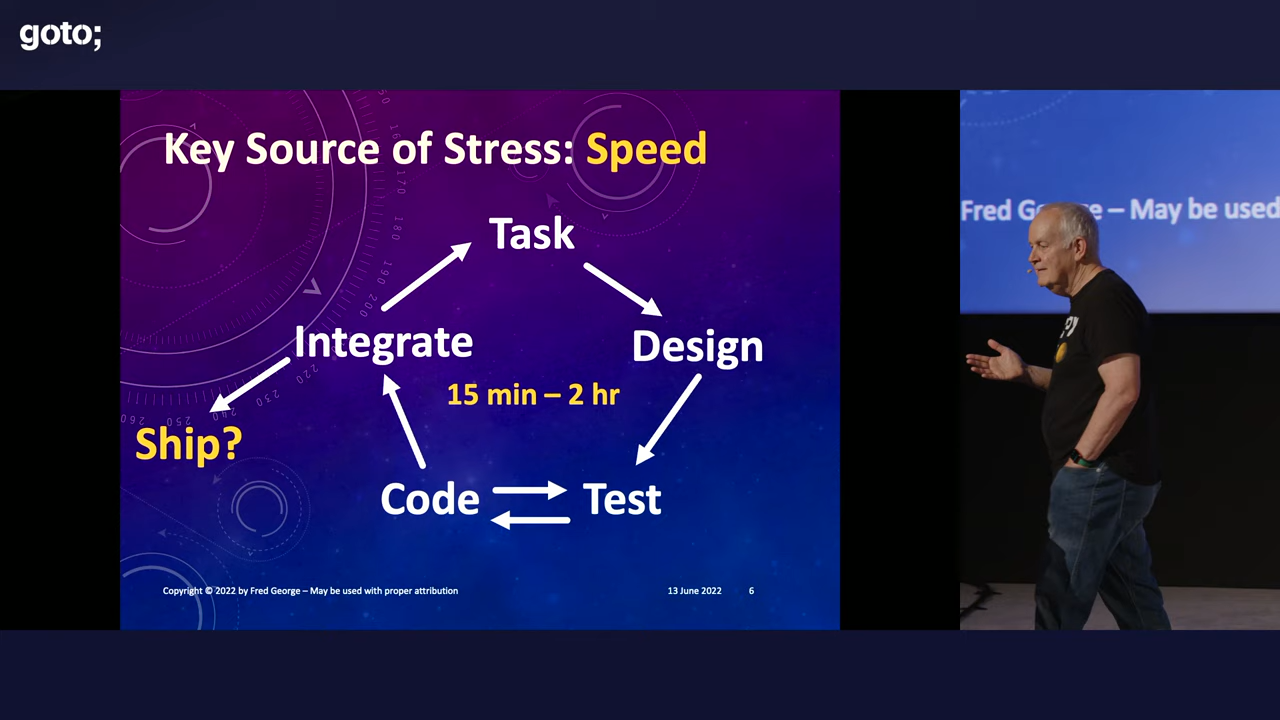 goto;
Key Source of Stress: Speed
Task
Integrate
Design
15 min – 2 hr
Ship?
Code
Test
Copyright © 2022 by Fred George – May be used with proper attribution
13 June 2022
6
Fred George – May be used